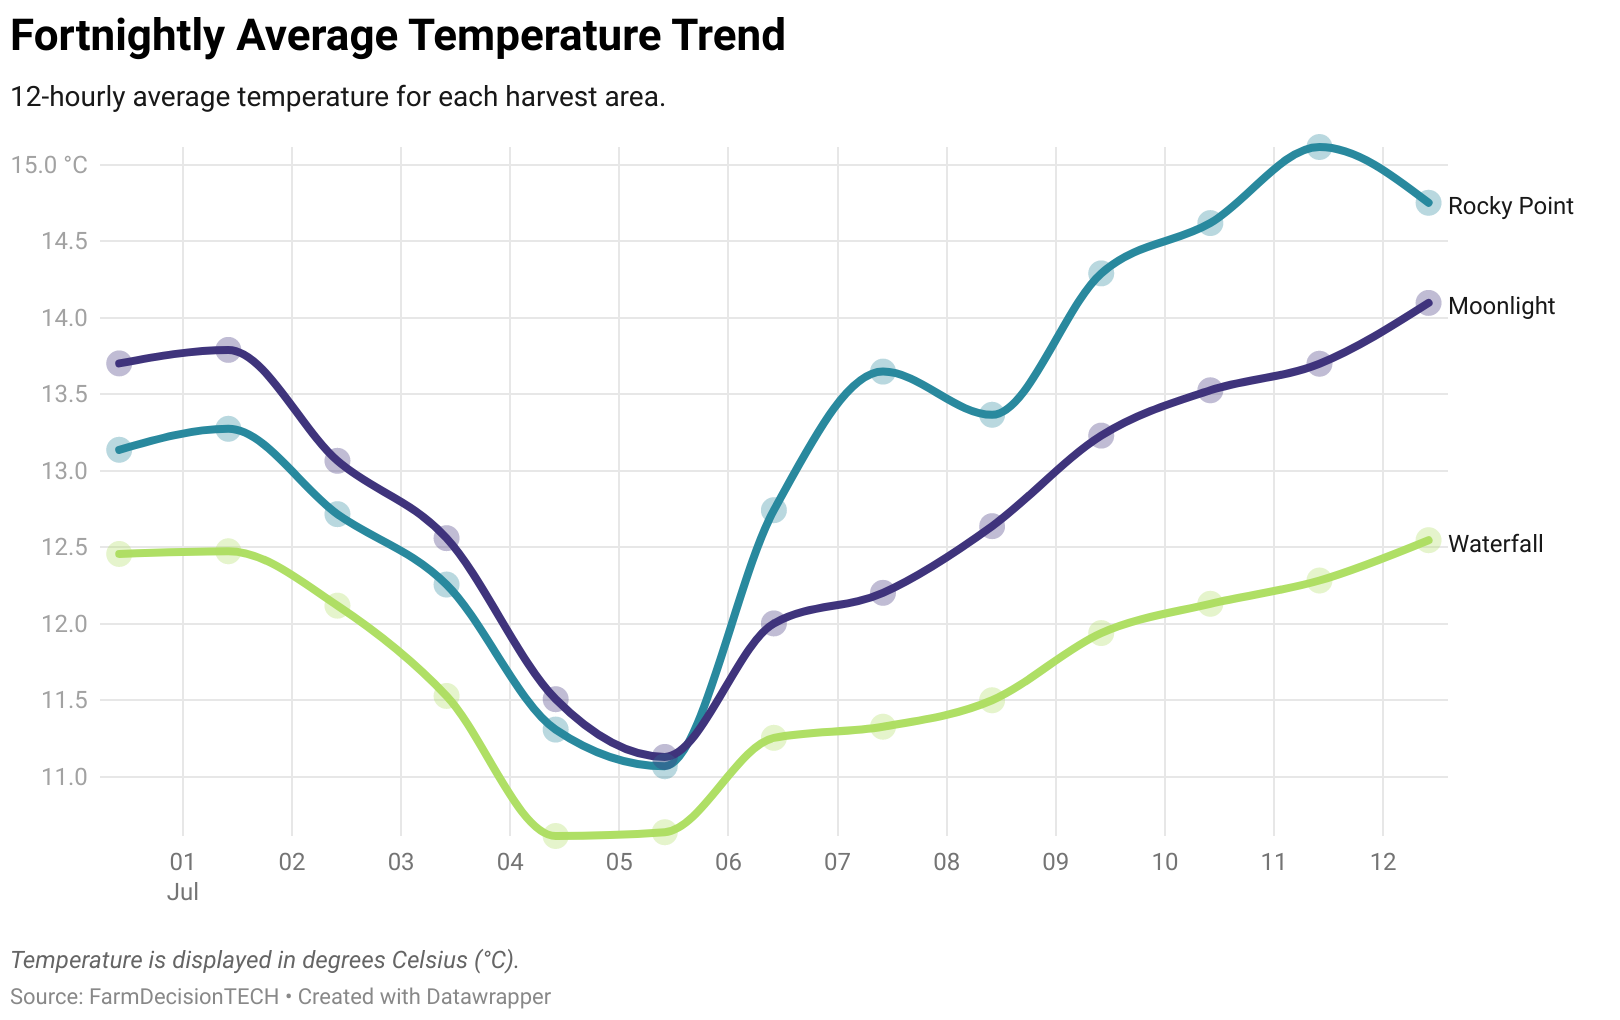 Fortnightly Average Temperature Trend
12-hourly average temperature for each harvest area.
15.0 °C
14.5
14.0
13.5
13.0
12.5
12.0
11.5
11.0
Rocky Point
Moonlight
Waterfall
01 02 03 04 05 06 07 08 09 10 11 12
Jul
Temperature is displayed in degrees Celsius (°C).
Source: FarmDecisionTECH • Created with Datawrapper